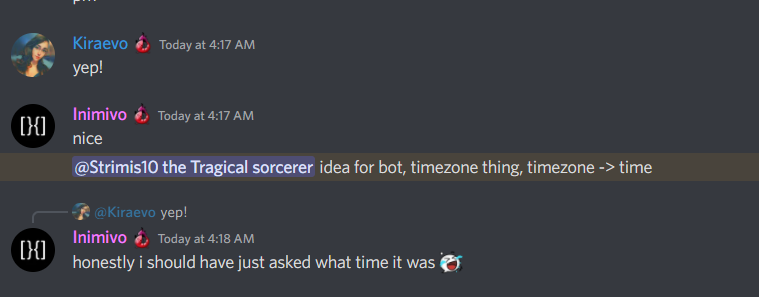 Kiraevo Today at 4:17 AM
yep!
[}{] Inimivo Today at 4:17 AM
nice
@Strimis10 the Tragical sorcerer idea for bot, timezone thing, timezone -> time
@Kiraevo yep!
[}{] Inimivo Today at 4:18 AM
honestly i should have just asked what time it was